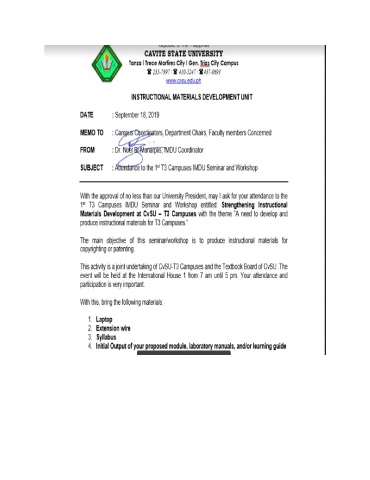 Republic of the Philippines
CAVITE STATE UNIVERSITY
Tanza I Trece Martires City I Gen. Trias City Campus
www.cvsu.edu.ph
INSTRUCTIONAL MATERIALS DEVELOPMENT UNIT
DATE : September 18, 2019
MEMO TO : Campus Coordinators, Department Chairs, Faculty members Concerned
FROM : Dr. Noel B. Manarpiis, IMDU Coordinator
SUBJECT : Attendance to the 1st T3 Campuses IMDU Seminar and Workshop
With the approval of no less than our University President, may I ask for your attendance to the
1st T3 Campuses IMDU Seminar and Workshop entitled: Strengthening Instructional
Materials Development at CvSU – T3 Campuses with the theme "A need to develop and
produce instructional materials for T3 Campuses."
The main objective of this seminar/workshop is to produce instructional materials for
copyrighting or patenting.
This activity is a joint undertaking of CvSU-T3 Campuses and the Textbook Board of CvSU. The
event will be held at the International House 1 from 7 am until 5 pm. Your attendance and
participation is very important.
With this, bring the following materials:
1. Laptop
2. Extension wire
3. Syllabus
4. Initial Output of your proposed module, laboratory manuals, and/or learning guide